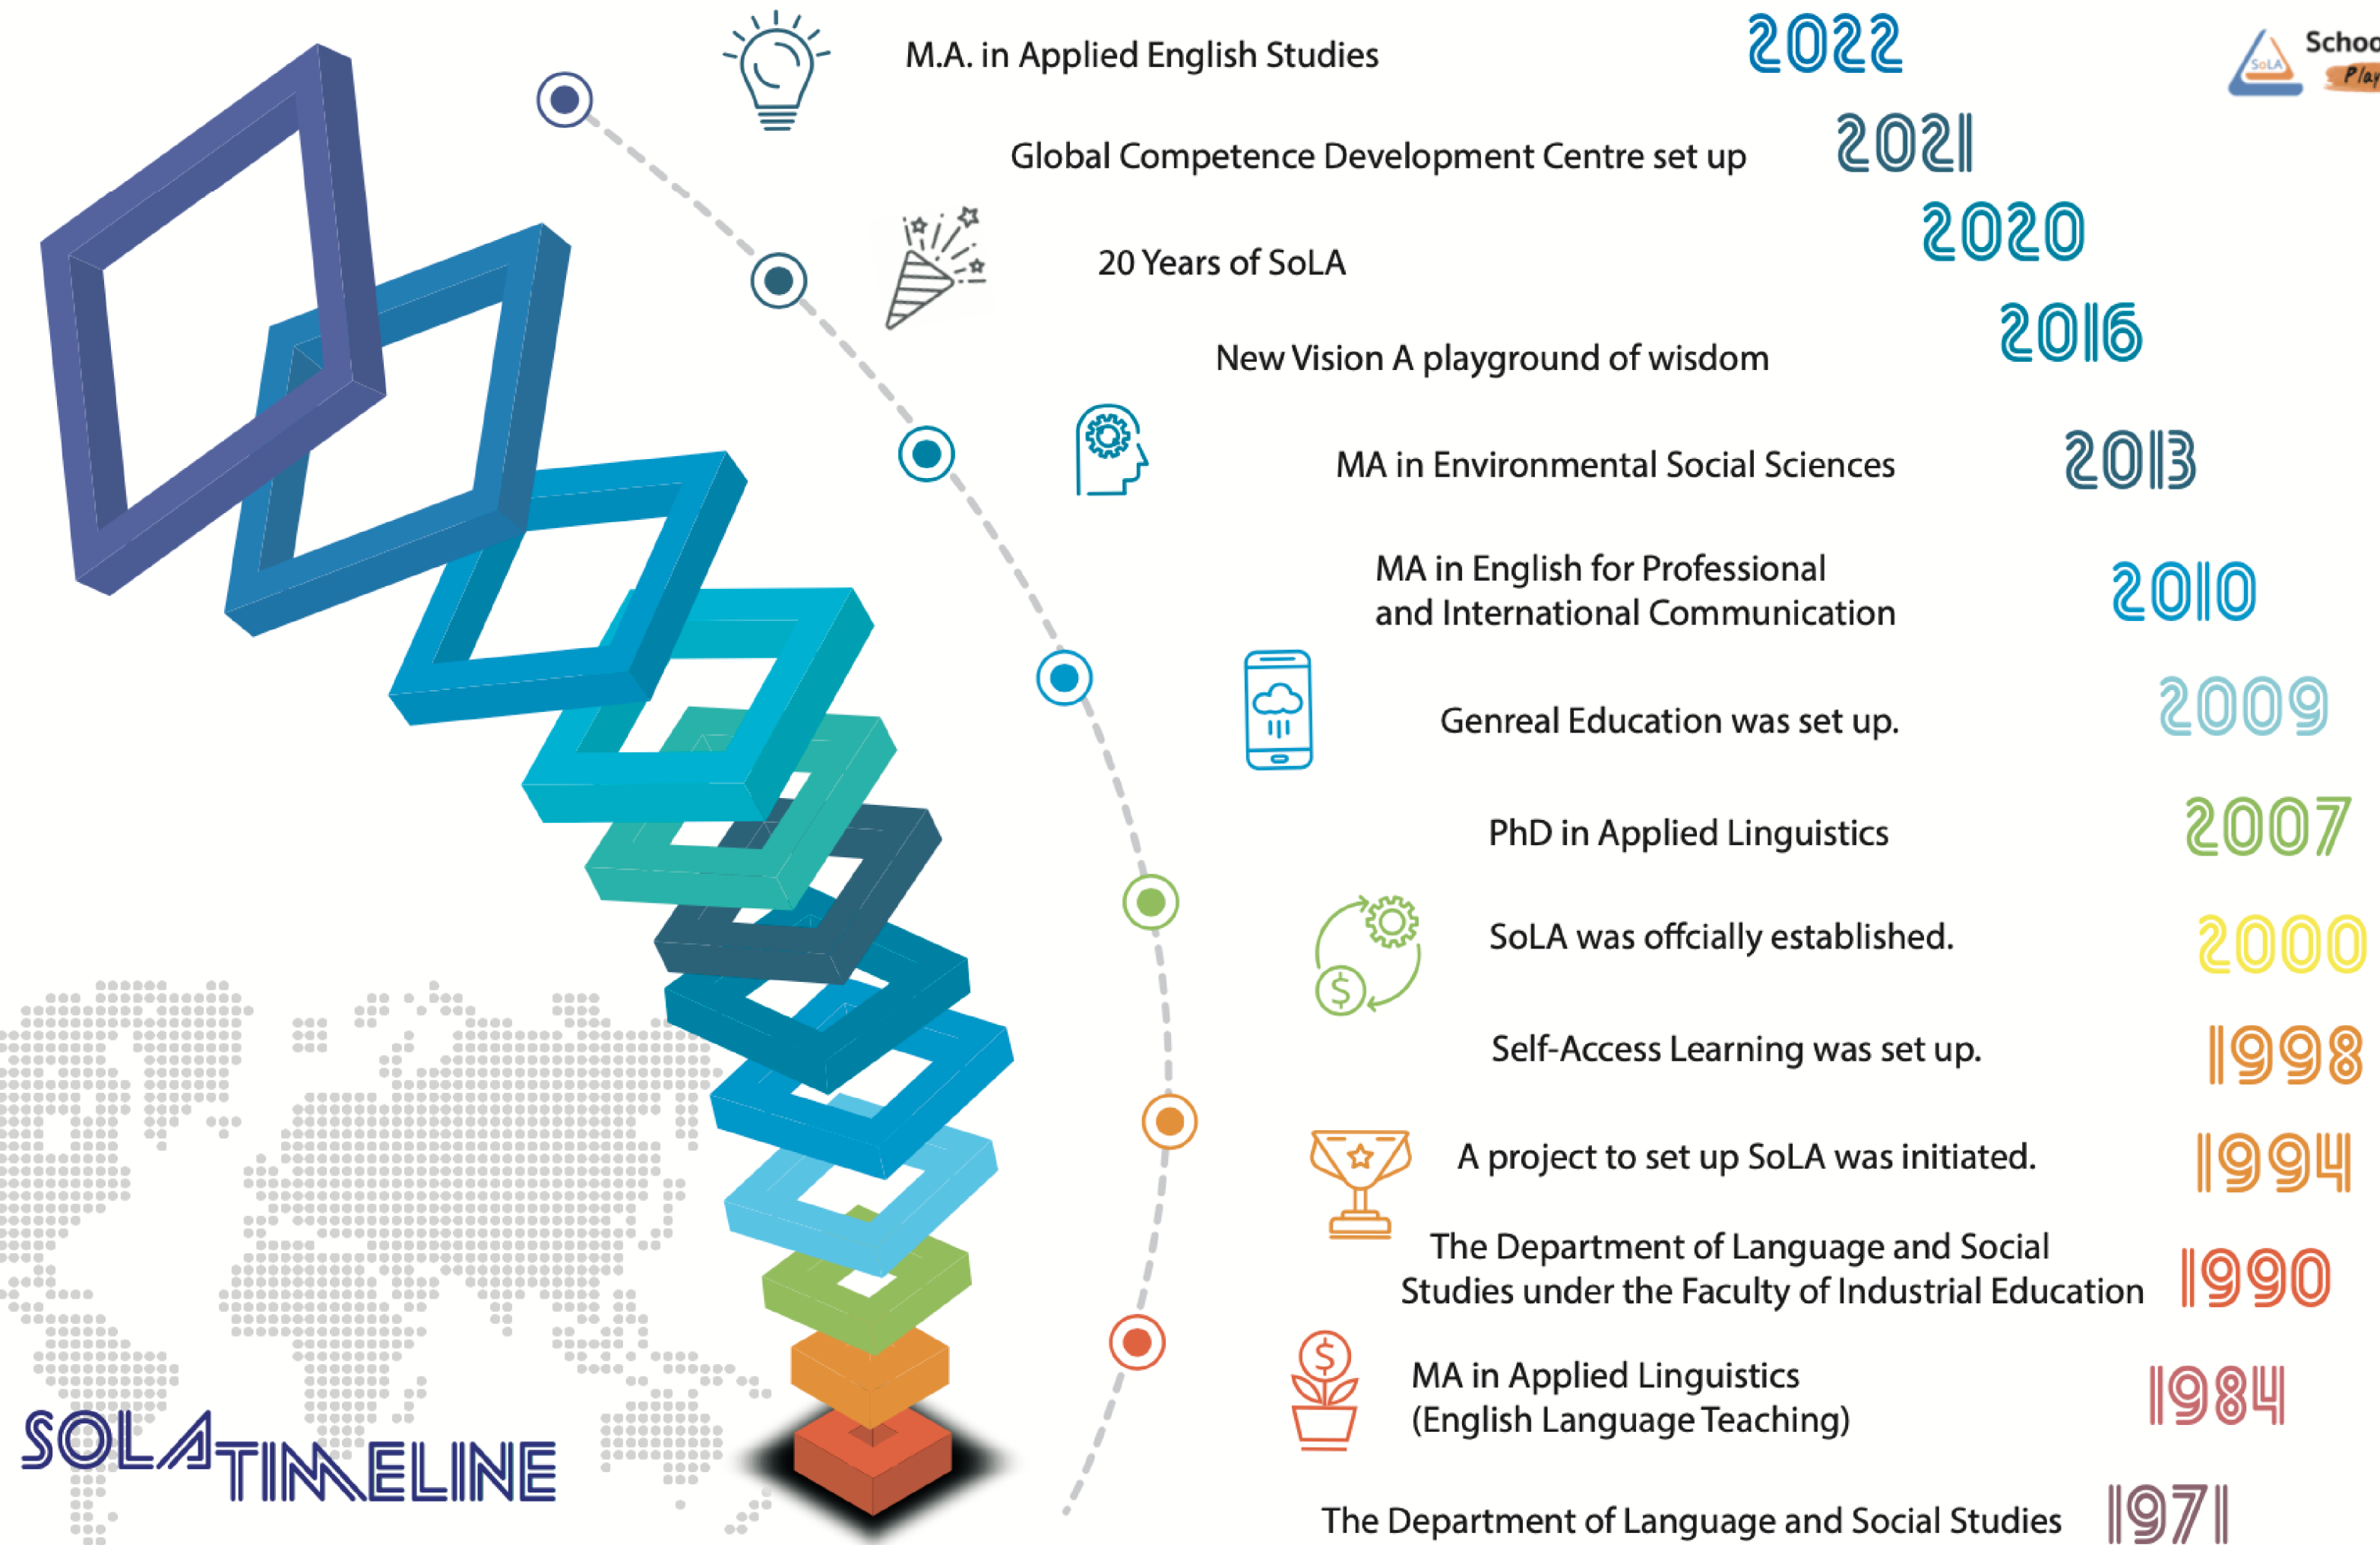 M.A. in Applied English Studies
2022
SoLA
Global Competence Development Centre set up
2021
20 Years of SoLA
2020
New Vision A playground of wisdom
2016
MA in Environmental Social Sciences
2013
MA in English for Professional
and International Communication
2010
Genreal Education was set up.
2009
PhD in Applied Linguistics
2007
SoLA was offcially established.
2000
Self-Access Learning was set up.
1998
A project to set up SoLA was initiated.
1994
The Department of Language and Social
Studies under the Faculty of Industrial Education
1990
MA in Applied Linguistics
(English Language Teaching)
1984
The Department of Language and Social Studies
1971
SOLA TIMELINE